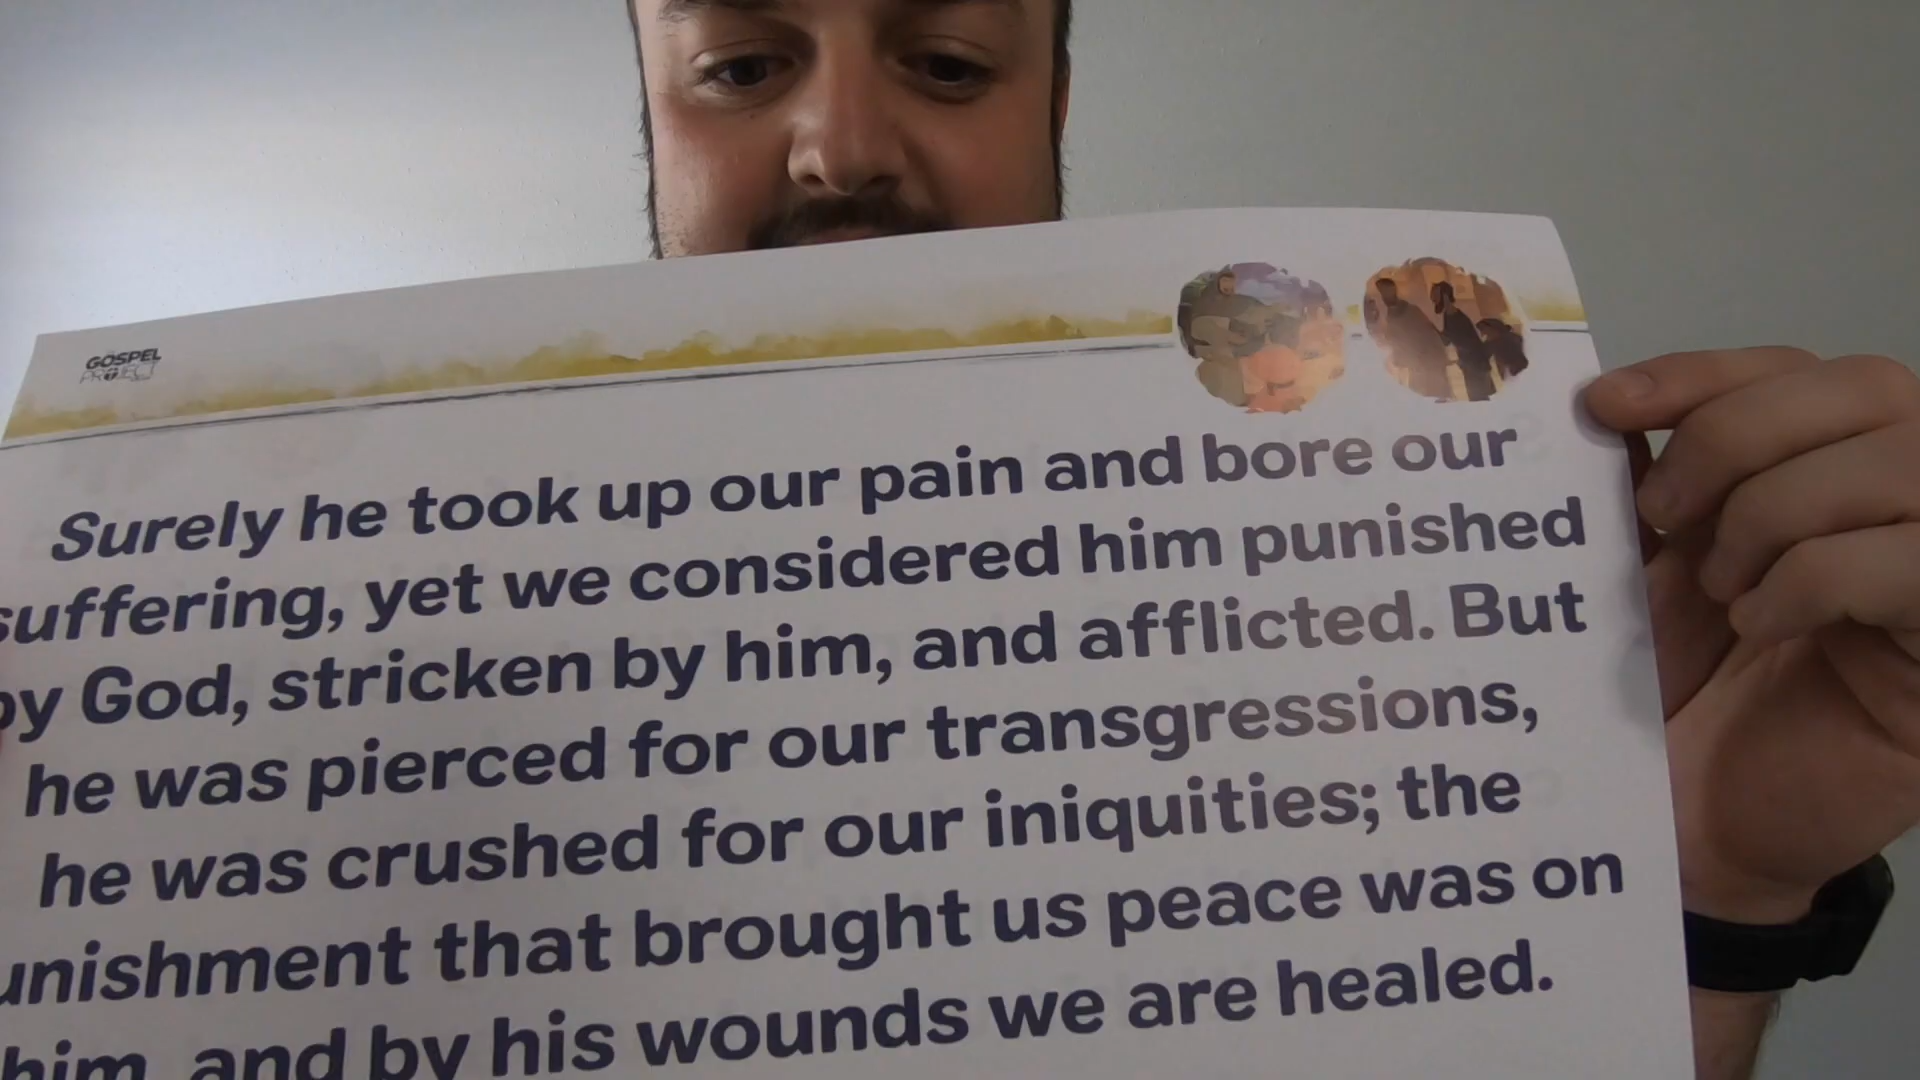 GOSPEL
PROJECT
Surely he took up our pain and bore our
suffering, yet we considered him punished
by God, stricken by him, and afflicted. But
he was pierced for our transgressions,
he was crushed for our iniquities; the
unishment that brought us peace was on
him, and by his wounds we are healed.